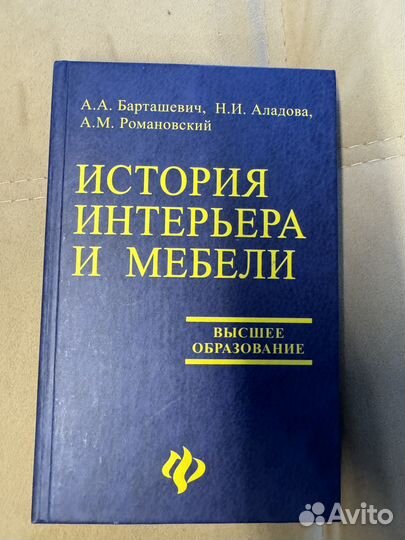 А.А. Барташевич, Н.И. Аладова,
А.М. Романовский
ИСТОРИЯ
ИНТЕРЬЕРА
И МЕБЕЛИ
ВЫСШЕЕ
ОБРАЗОВАНИЕ
Avito